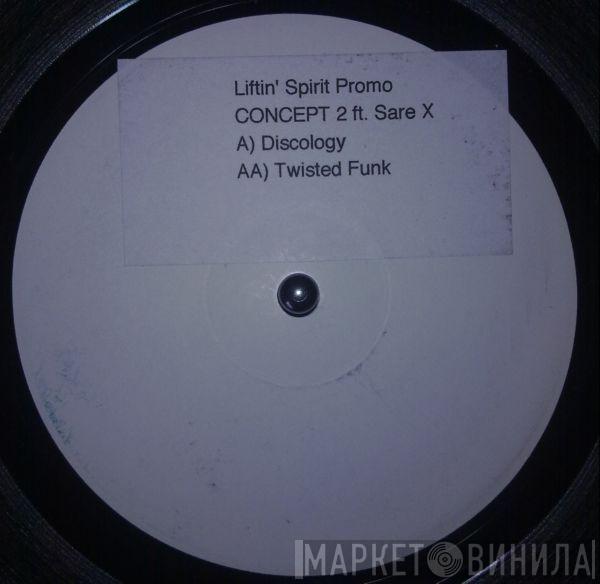 Liftin' Spirit Promo
CONCEPT 2 ft. Sare X
A) Discology
AA) Twisted Funk
МАРКЕТ ВИНИЛА